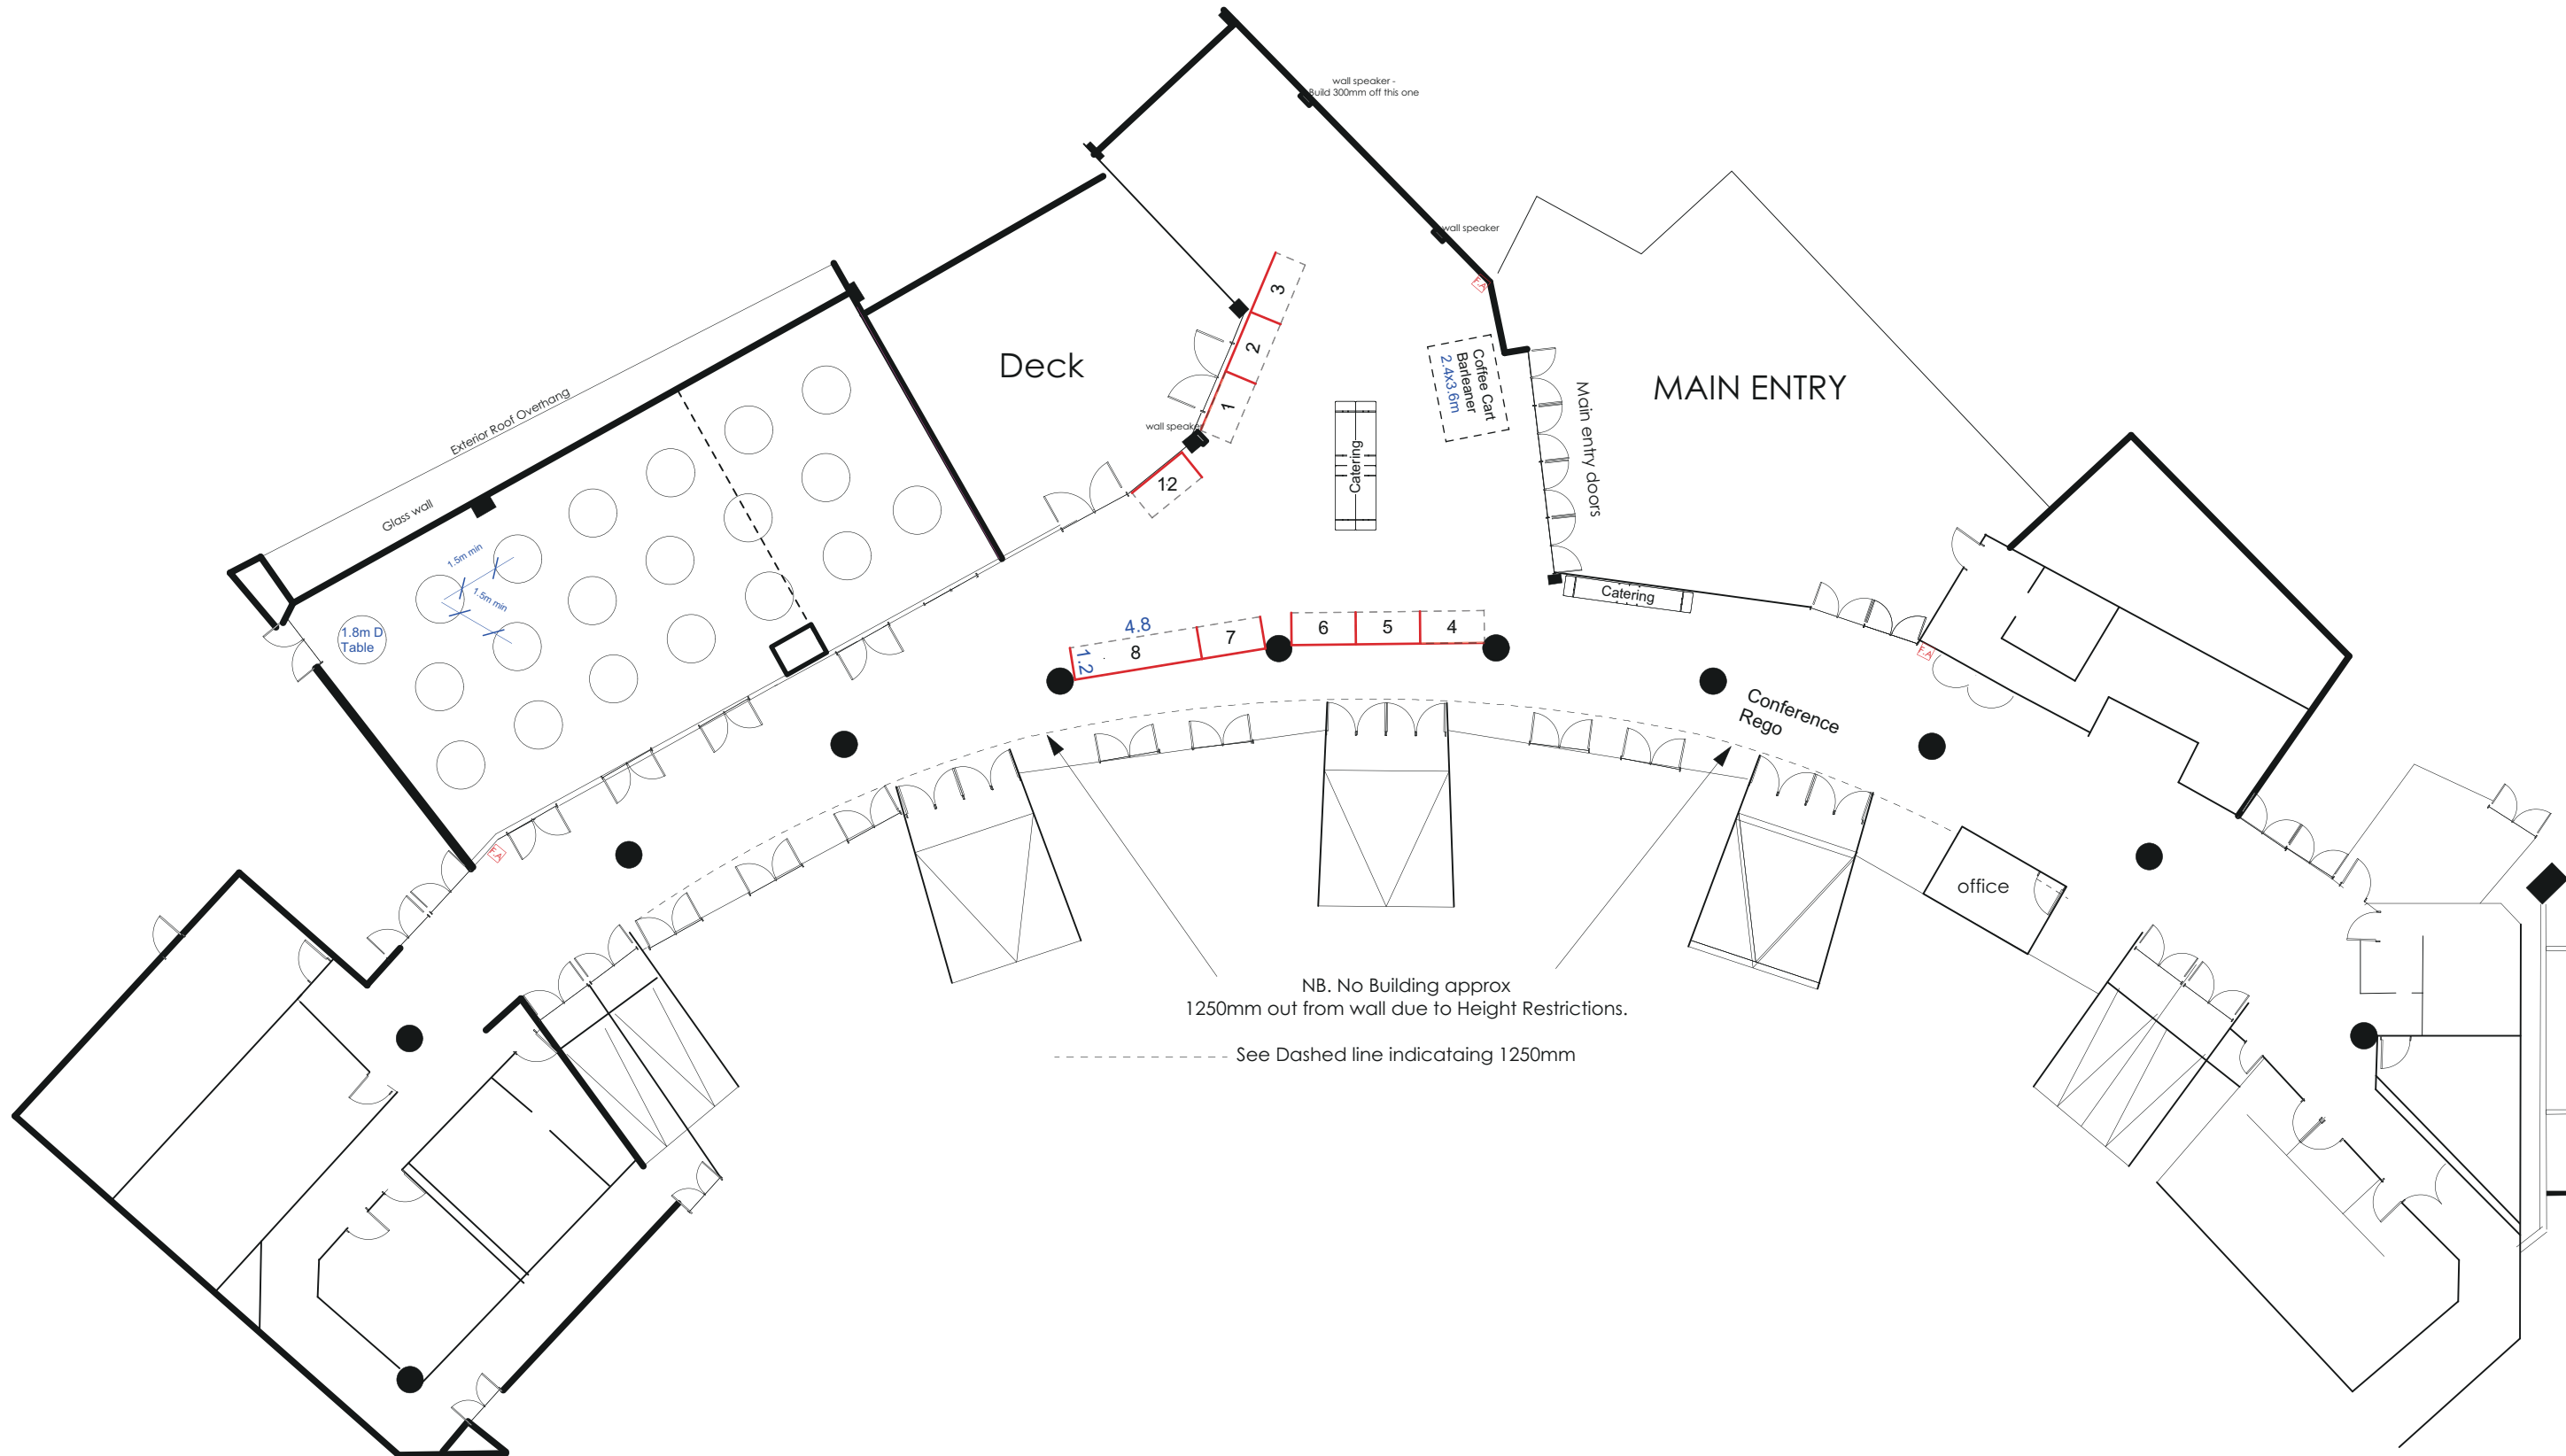 wall speaker -
Build 300mm off this one
wall speaker
F.A
3
2
1
wall speaker
12
Deck
Coffee Cart
Barleaner
2.4x3.6m
Catering
Main entry doors
MAIN ENTRY
Exterior Roof Overhang
Glass wall
1.5m min
1.5m min
1.8m D
Table
Catering
4.8
1.2
8
7
6
5
4
F.A
Conference
Rego
F.A
office
NB. No Building approx
1250mm out from wall due to Height Restrictions.
See Dashed line indicataing 1250mm